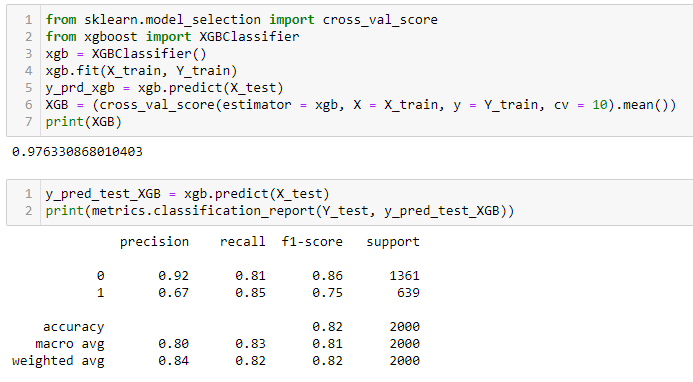 1 from sklearn.model_selection import cross_val_score
2 from xgboost import XGBClassifier
3 xgb = XGBClassifier()
4 xgb.fit(X_train, Y_train)
5 y_prd_xgb = xgb.predict(X_test)
6 XGB = (cross_val_score(estimator = xgb, X = X_train, y = Y_train, cv = 10).mean())
7 print(XGB)
0.976330868010403
1 y_pred_test_XGB = xgb.predict(X_test)
2 print(metrics.classification_report(Y_test, y_pred_test_XGB))
precision recall f1-score support
0 0.92 0.81 0.86 1361
1 0.67 0.85 0.75 639
accuracy 0.82 2000
macro avg 0.80 0.83 0.81 2000
weighted avg 0.84 0.82 0.82 2000